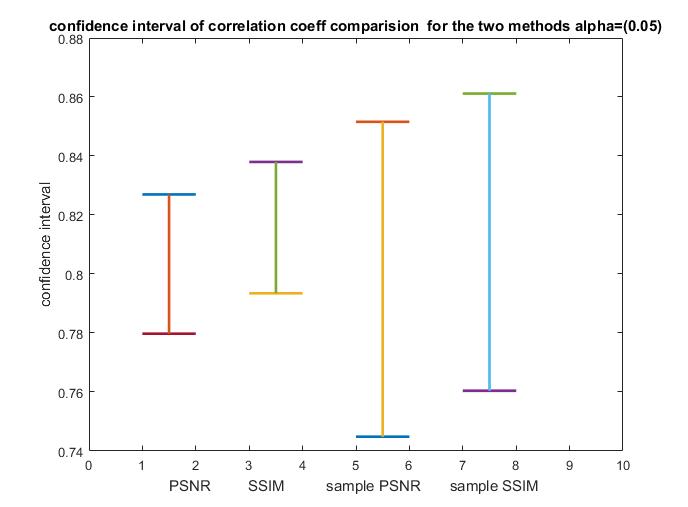 confidence interval of correlation coeff comparision  for the two methods alpha=(0.05)
0.88
0.86
0.84
0.82
0.8
0.78
0.76
0.74
confidence interval
0 1 2 3 4 5 6 7 8 9 10
PSNR SSIM sample PSNR sample SSIM